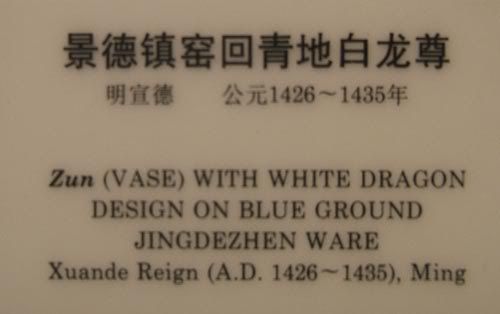 景德镇窑回青地白龙尊
明宣德 公元1426～1435年
Zun (VASE) WITH WHITE DRAGON
DESIGN ON BLUE GROUND
JINGDEZHEN WARE
Xuande Reign (A.D. 1426～1435), Ming